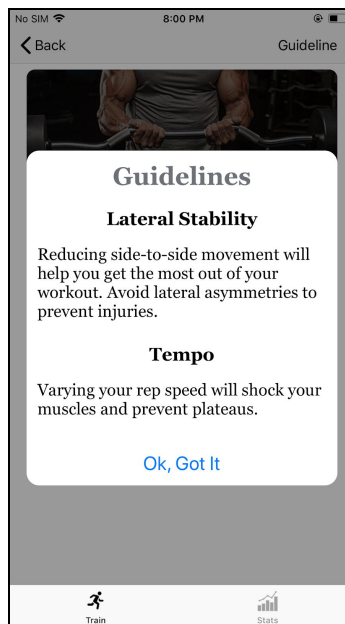 No SIM 8:00 PM
Back Guideline
Guidelines
Lateral Stability
Reducing side-to-side movement will
help you get the most out of your
workout. Avoid lateral asymmetries to
prevent injuries.
Tempo
Varying your rep speed will shock your
muscles and prevent plateaus.
Ok, Got It
Train Stats